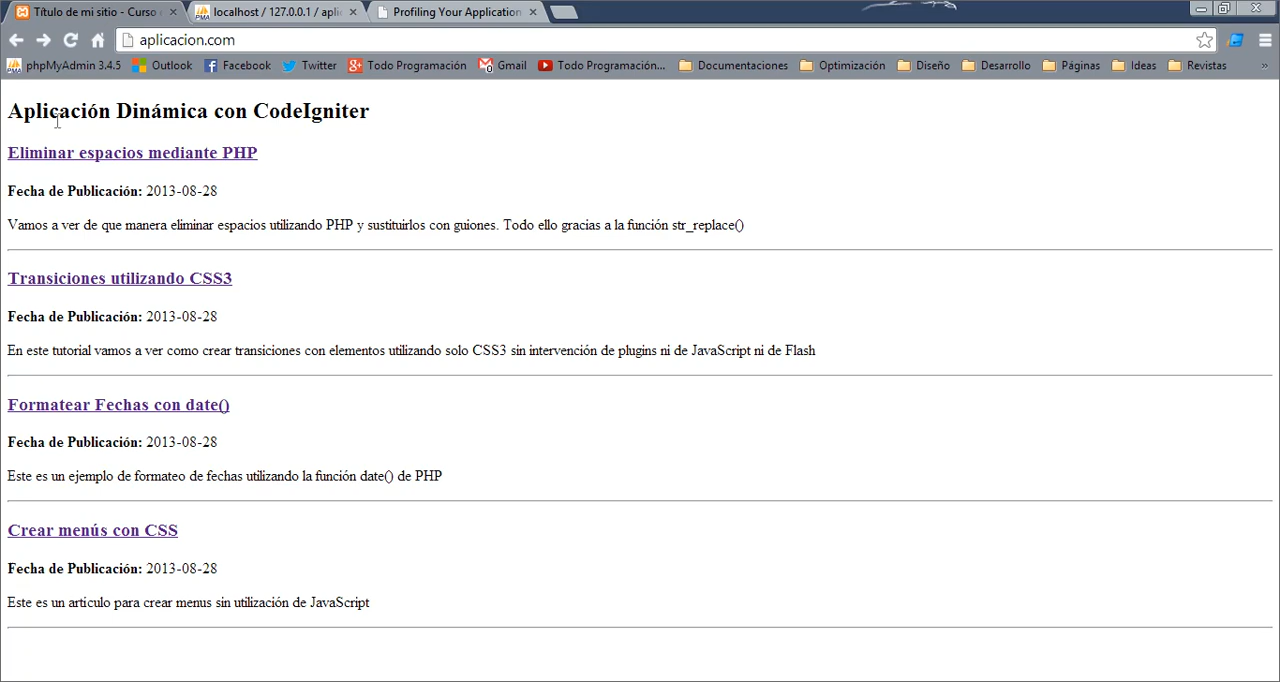 Título de mi sitio - Curso
localhost / 127.0.0.1 / apli
Profiling Your Application
aplicacion.com
phpMyAdmin 3.4.5 Outlook Facebook Twitter Todo Programación Gmail Todo Programación... Documentaciones Optimización Diseño Desarrollo Páginas Ideas Revistas »
Aplicación Dinámica con CodeIgniter
Eliminar espacios mediante PHP
Fecha de Publicación: 2013-08-28
Vamos a ver de que manera eliminar espacios utilizando PHP y sustituirlos con guiones. Todo ello gracias a la función str_replace()
Transiciones utilizando CSS3
Fecha de Publicación: 2013-08-28
En este tutorial vamos a ver como crear transiciones con elementos utilizando solo CSS3 sin intervención de plugins ni de JavaScript ni de Flash
Formatear Fechas con date()
Fecha de Publicación: 2013-08-28
Este es un ejemplo de formateo de fechas utilizando la función date() de PHP
Crear menús con CSS
Fecha de Publicación: 2013-08-28
Este es un artículo para crear menus sin utilización de JavaScript